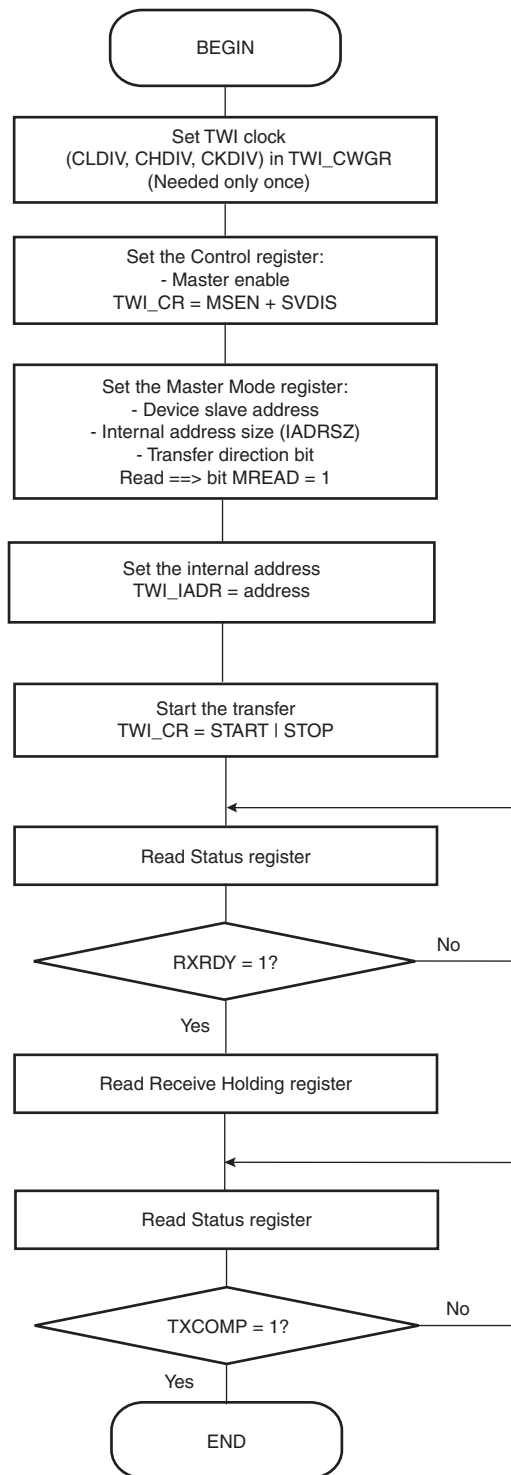 BEGIN
Set TWI clock
(CLDIV, CHDIV, CKDIV) in TWI_CWGR
(Needed only once)
Set the Control register:
- Master enable
TWI_CR = MSEN + SVDIS
Set the Master Mode register:
- Device slave address
- Internal address size (IADRSZ)
- Transfer direction bit
Read ==> bit MREAD = 1
Set the internal address
TWI_IADR = address
Start the transfer
TWI_CR = START | STOP
Read Status register
RXRDY = 1?
No
Yes
Read Receive Holding register
Read Status register
TXCOMP = 1?
No
Yes
END